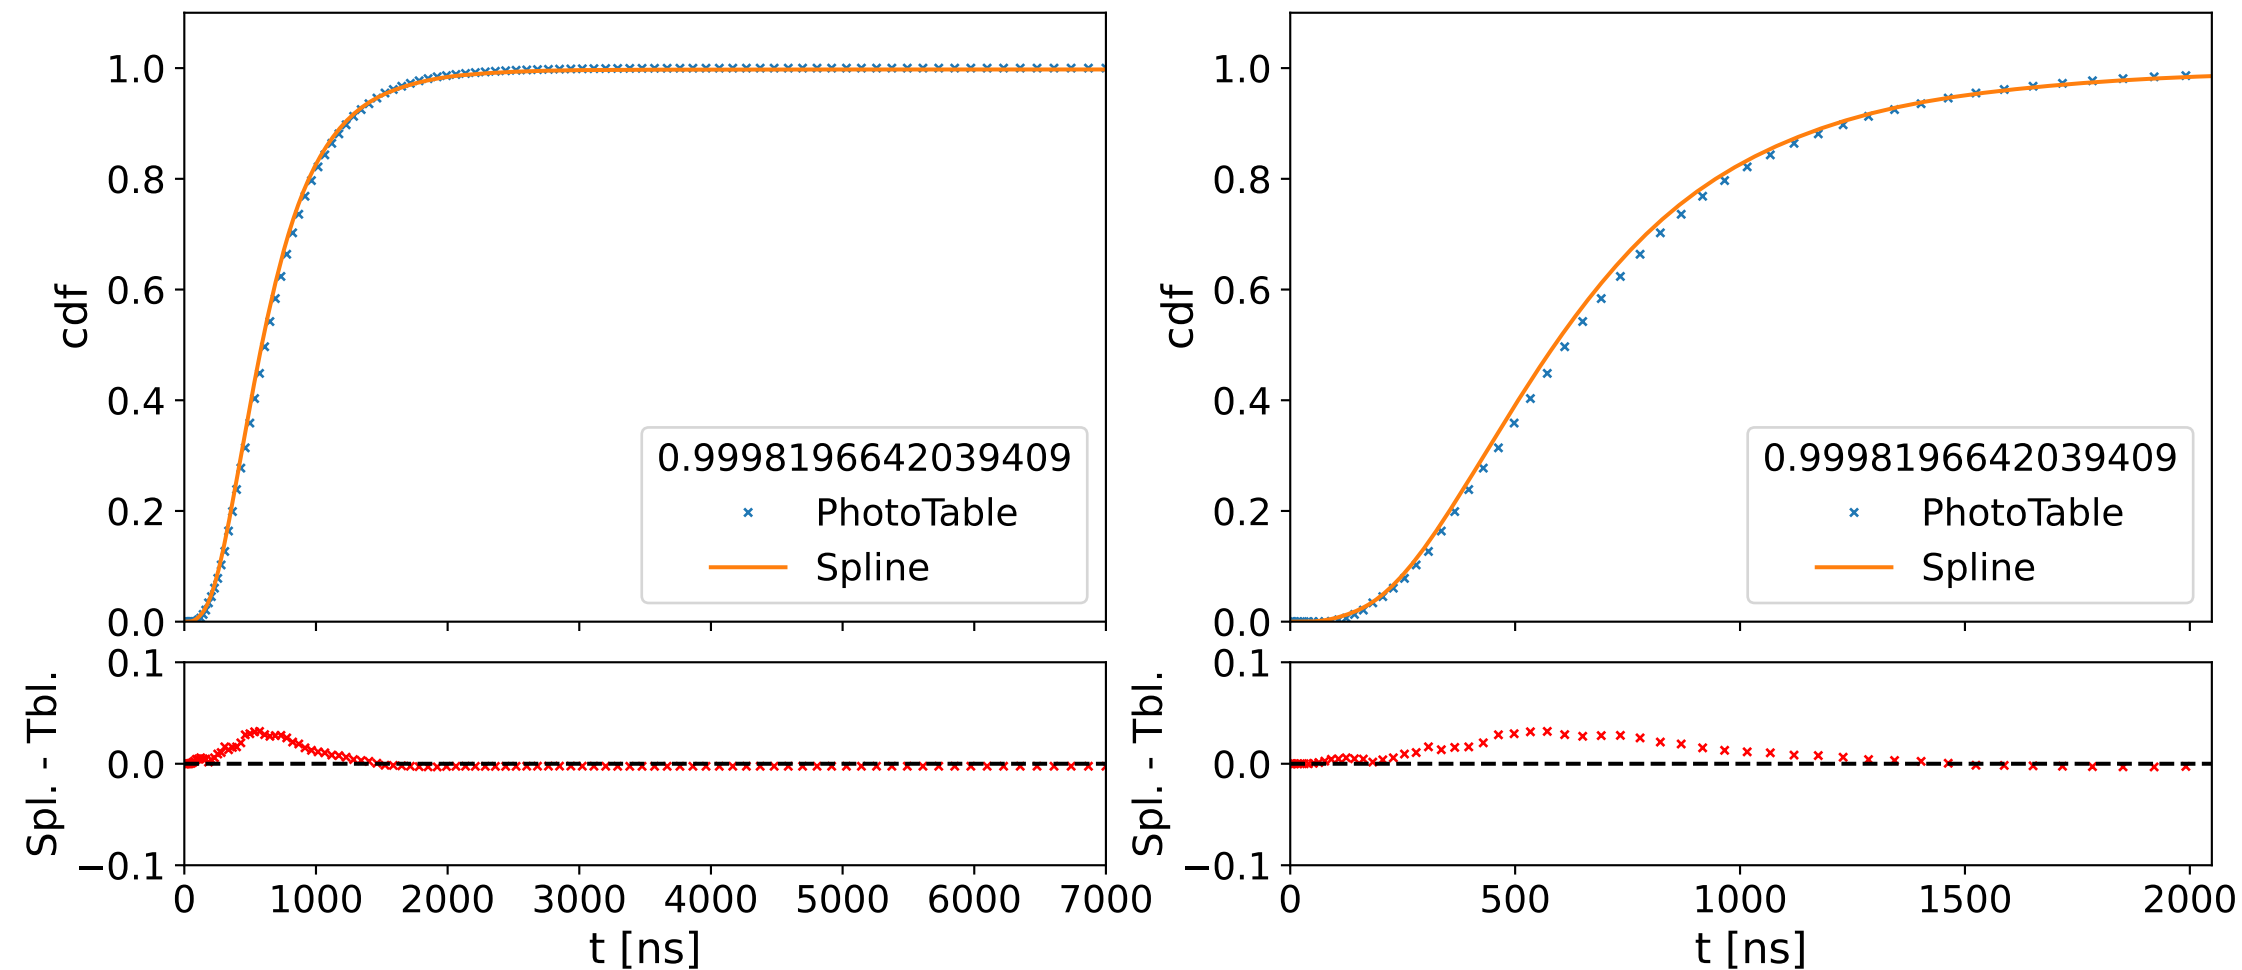 cdf
1.0
0.8
0.6
0.4
0.2
0.0
0.9998196642039409
PhotoTable
Spline
Spl. - Tbl.
0.1
0.0
−0.1
0 1000 2000 3000 4000 5000 6000 7000
t [ns]
cdf
1.0
0.8
0.6
0.4
0.2
0.0
0.9998196642039409
PhotoTable
Spline
Spl. - Tbl.
0.1
0.0
−0.1
0 500 1000 1500 2000
t [ns]